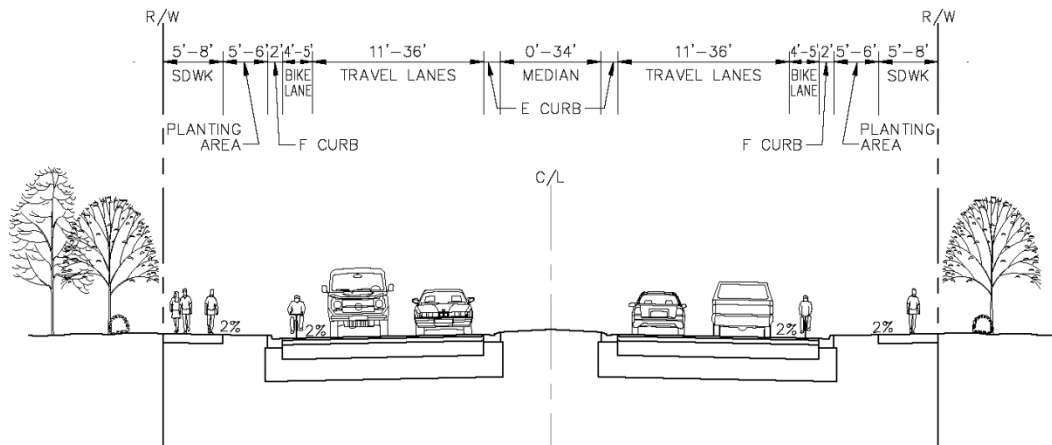 R/W
R/W
5'-8' 5'-6' 2' 4'-5' 11'-36' 0'-34' 11'-36' 4'-5' 2' 5'-6' 5'-8'
SDWK
BIKE
LANE
TRAVEL LANES
MEDIAN
TRAVEL LANES
BIKE
LANE
SDWK
E CURB
PLANTING
AREA
F CURB
F CURB
PLANTING
AREA
C/L
2%
2%
2%
2%